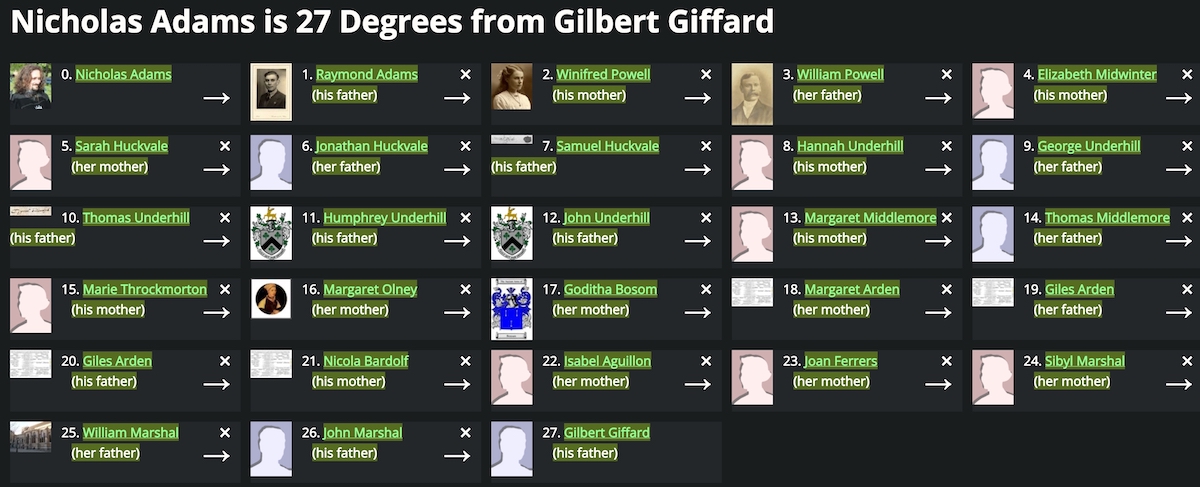 Nicholas Adams is 27 Degrees from Gilbert Giffard
0. Nicholas Adams
→
1. Raymond Adams ×
(his father) →
2. Winifred Powell ×
(his mother) →
3. William Powell ×
(her father) →
4. Elizabeth Midwinter ×
(his mother) →
5. Sarah Huckvale ×
(her mother) →
6. Jonathan Huckvale ×
(her father) →
7. Samuel Huckvale ×
(his father) →
8. Hannah Underhill ×
(his mother) →
9. George Underhill ×
(her father) →
10. Thomas Underhill ×
(his father) →
11. Humphrey Underhill ×
(his father) →
12. John Underhill ×
(his father) →
13. Margaret Middlemore ×
(his mother) →
14. Thomas Middlemore ×
(her father) →
15. Marie Throckmorton ×
(his mother) →
16. Margaret Olney ×
(her mother) →
17. Goditha Bosom ×
(her mother) →
18. Margaret Arden ×
(her mother) →
19. Giles Arden ×
(her father) →
20. Giles Arden ×
(his father) →
21. Nicola Bardolf ×
(his mother) →
22. Isabel Aguillon ×
(her mother) →
23. Joan Ferrers ×
(her mother) →
24. Sibyl Marshal ×
(her mother) →
25. William Marshal ×
(her father) →
26. John Marshal ×
(his father) →
27. Gilbert Giffard
(his father)